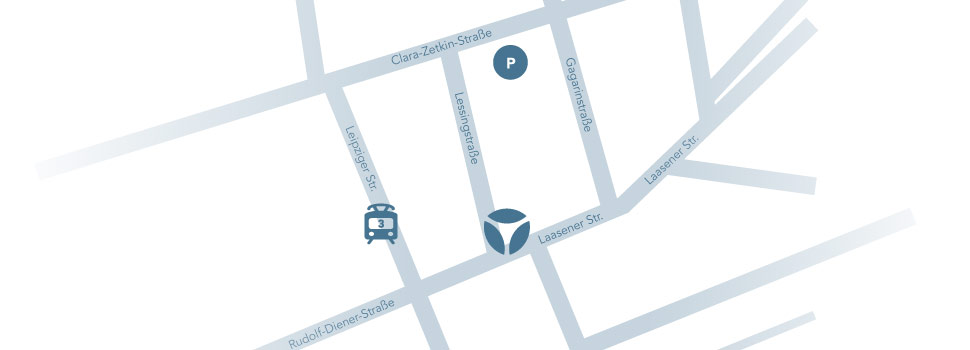 Clara-Zetkin-Straße
P
Gagarinstraße
Lessingstraße
Leipziger Str.
Laasener Str.
3
Laasener Str.
Rudolf-Diener-Straße